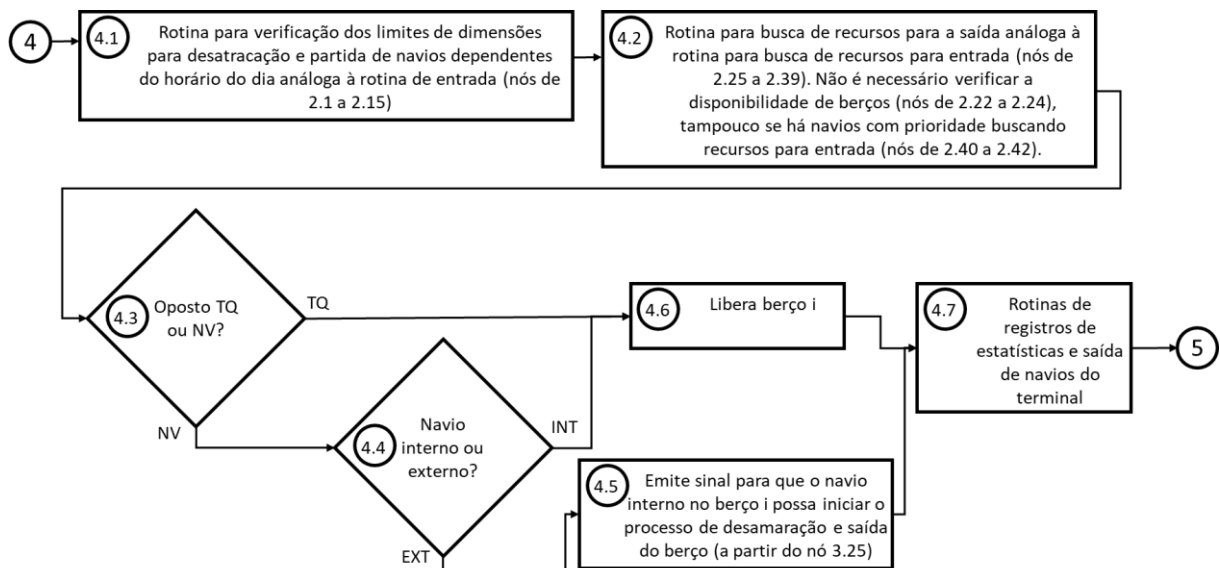 4
4.1
Rotina para verificação dos limites de dimensões
para desatracação e partida de navios dependentes
do horário do dia análoga à rotina de entrada (nós de
2.1 a 2.15)
4.2
Rotina para busca de recursos para a saída análoga à
rotina para busca de recursos para entrada (nós de
2.25 a 2.39). Não é necessário verificar a
disponibilidade de berços (nós de 2.22 a 2.24),
tampouco se há navios com prioridade buscando
recursos para entrada (nós de 2.40 a 2.42).
4.3
Oposto TQ
ou NV?
TQ
NV
4.4
Navio
interno ou
externo?
INT
EXT
4.6
Libera berço i
4.5
Emite sinal para que o navio
interno no berço i possa iniciar o
processo de desamaração e saída
do berço (a partir do nó 3.25)
4.7
Rotinas de
registros de
estatísticas e saída
de navios do
terminal
5